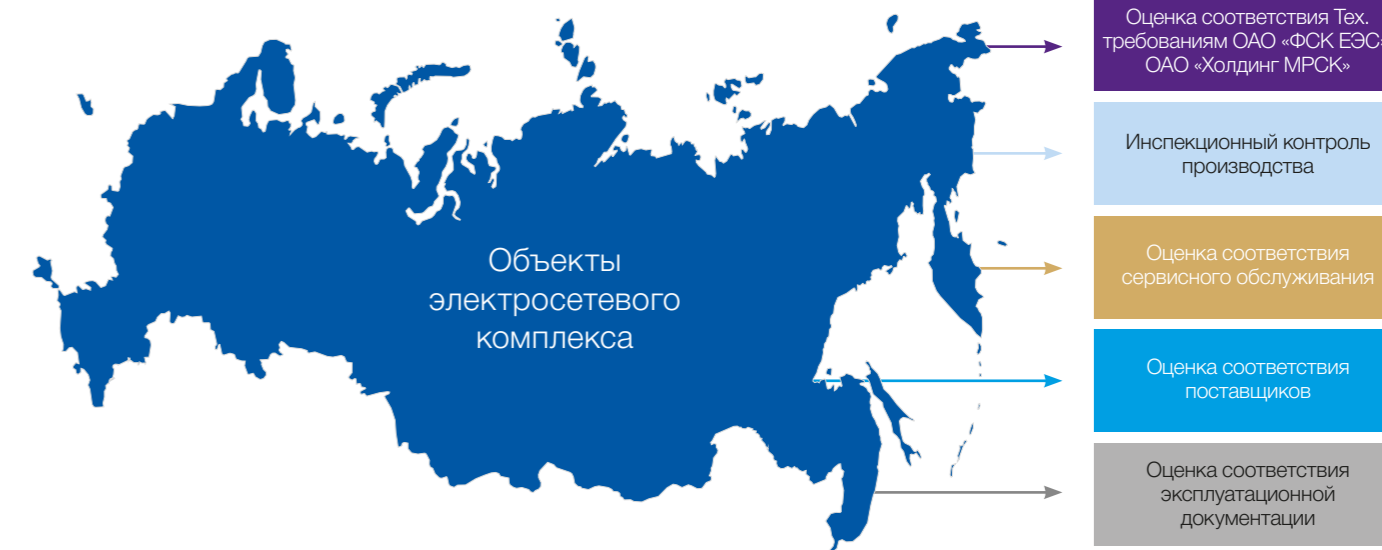 Объекты
электросетевого
комплекса
Оценка соответствия Тех.
требованиям ОАО «ФСК ЕЭС»
ОАО «Холдинг МРСК»
Инспекционный контроль
производства
Оценка соответствия
сервисного обслуживания
Оценка соответствия
поставщиков
Оценка соответствия
эксплуатационной
документации